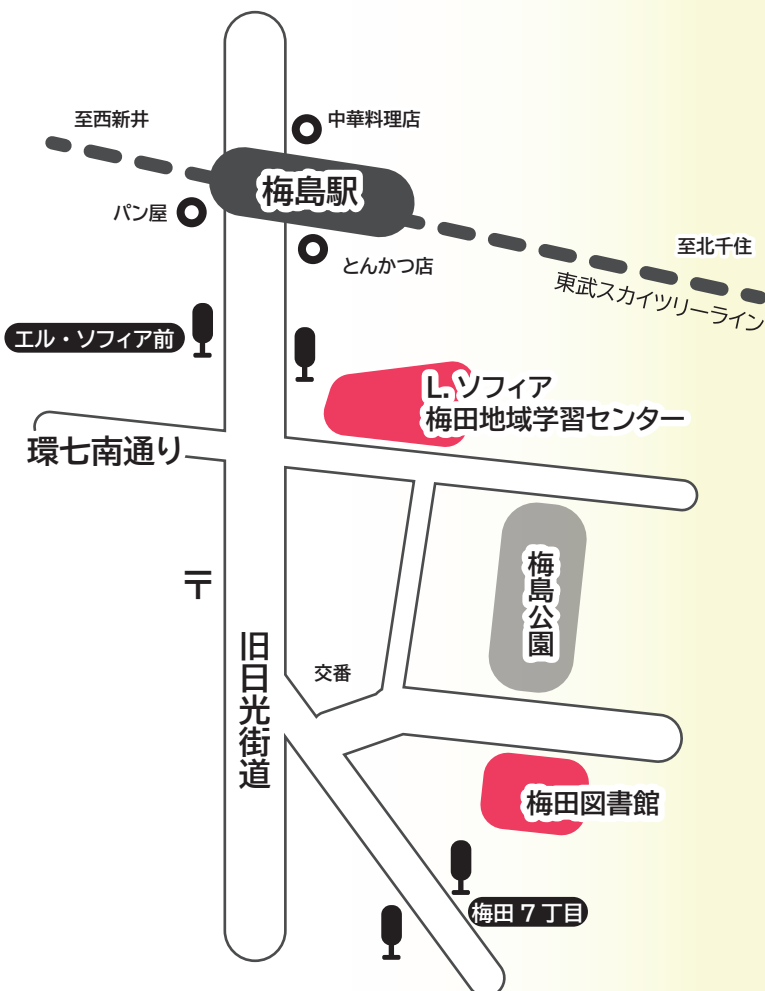 至西新井
中華料理店
梅島駅
パン屋
とんかつ店
至北千住
東武スカイツリーライン
エル・ソフィア前
L. ソフィア
梅田地域学習センター
環七南通り
梅島公園
〒
旧日光街道
交番
梅田図書館
梅田 7 丁目